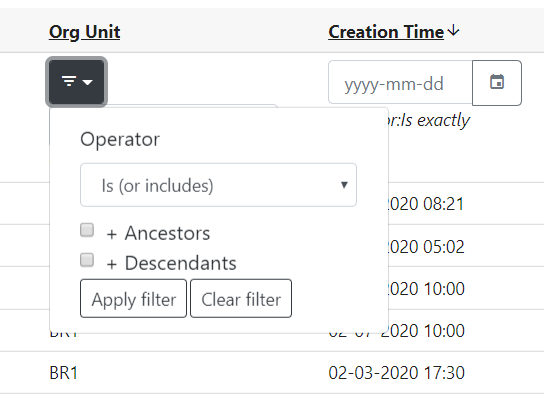 Org Unit Creation Time
yyyy-mm-dd
r:Is exactly
Operator
Is (or includes)
2020 08:21
+ Ancestors
2020 05:02
+ Descendants
Apply filter Clear filter
2020 10:00
BR1 02-07-2020 10:00
BR1 02-03-2020 17:30